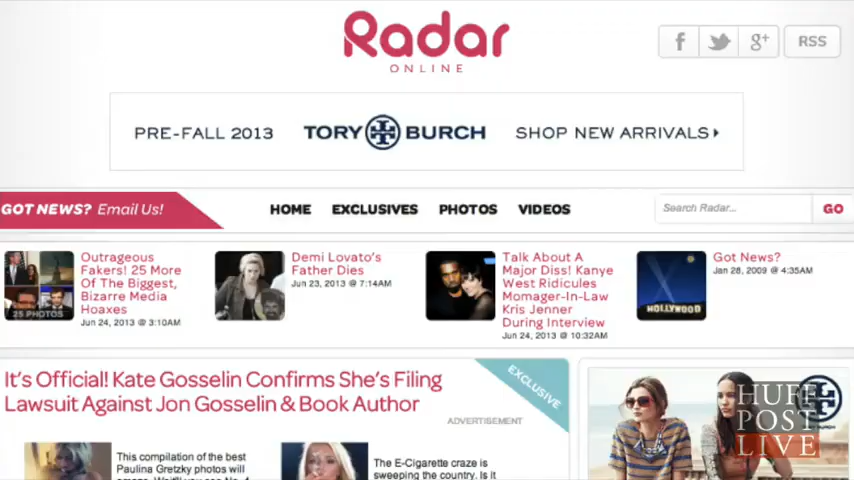 Radar
ONLINE
f
g+
RSS
PRE-FALL 2013
TORY BURCH
SHOP NEW ARRIVALS
GOT NEWS? Email Us!
HOME
EXCLUSIVES
PHOTOS
VIDEOS
Search Radar...
GO
25 PHOTOS
Outrageous
Fakers! 25 More
Of The Biggest,
Bizarre Media
Hoaxes
Jun 24, 2013 @ 3:10AM
Demi Lovato's
Father Dies
Jun 23, 2013 @ 7:14AM
Talk About A
Major Diss! Kanye
West Ridicules
Momager-In-Law
Kris Jenner
During Interview
Jun 24, 2013 @ 10:32AM
HOLLYWOOD
Got News?
Jan 28, 2009 @ 4:35AM
It's Official! Kate Gosselin Confirms She's Filing
Lawsuit Against Jon Gosselin & Book Author
EXCLUSIVE
ADVERTISEMENT
This compilation of the best
Paulina Gretzky photos will
The E-Cigarette craze is
sweeping the country. Is it
HUFF
POST
LIVE